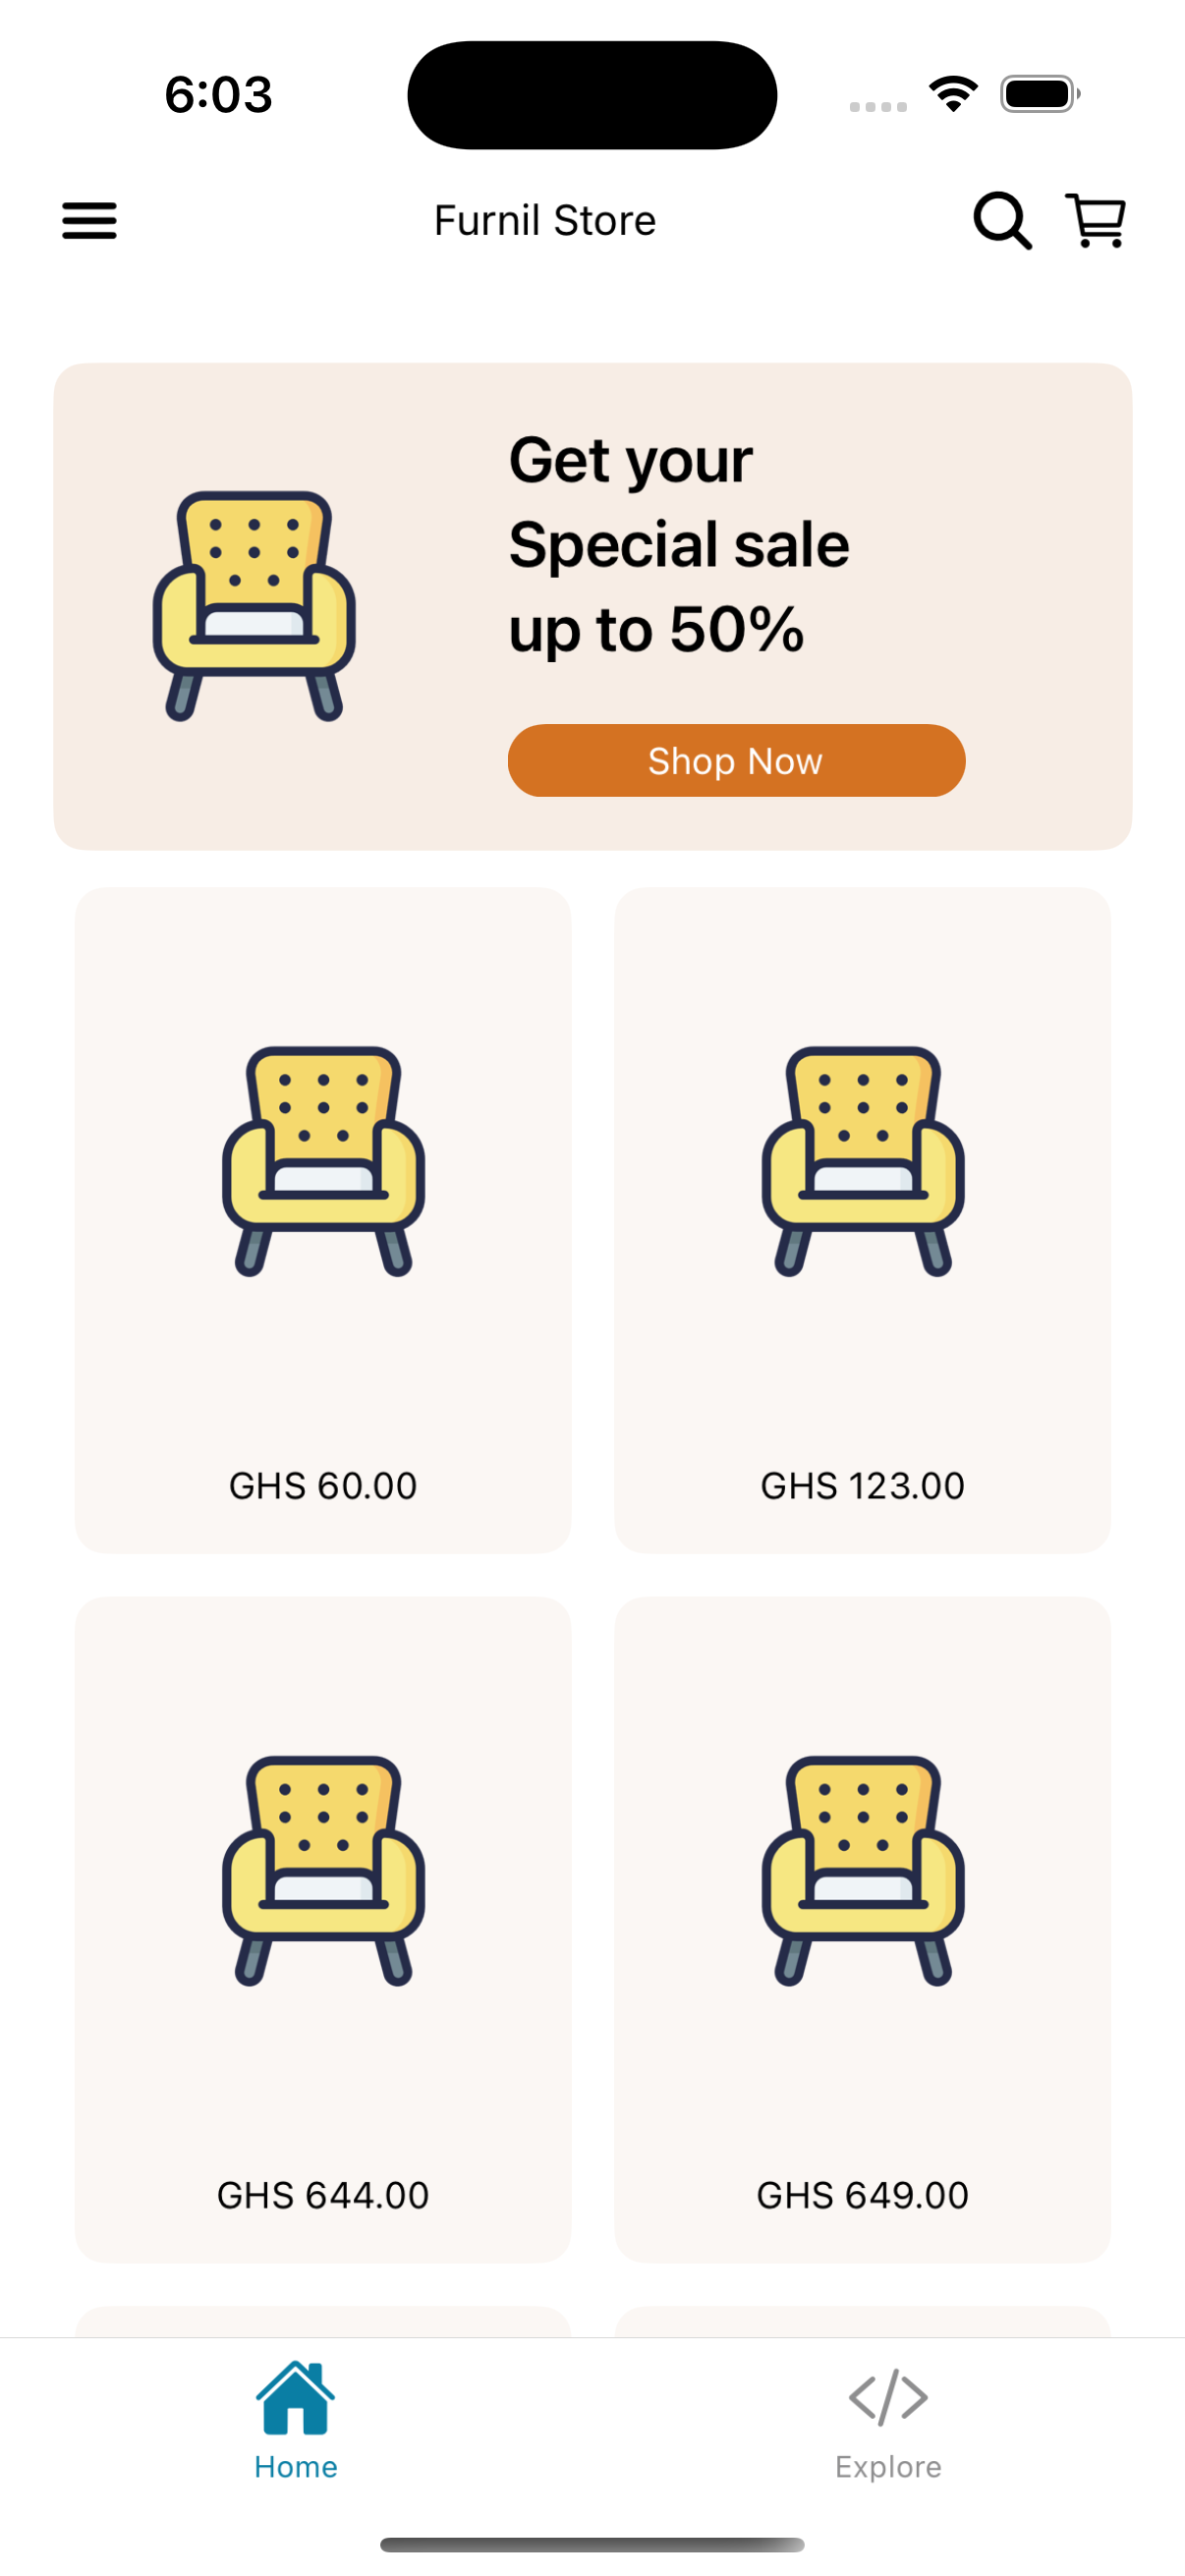 6:03
Furnil Store
Get your
Special sale
up to 50%
Shop Now
GHS 60.00
GHS 123.00
GHS 644.00
GHS 649.00
Home
Explore